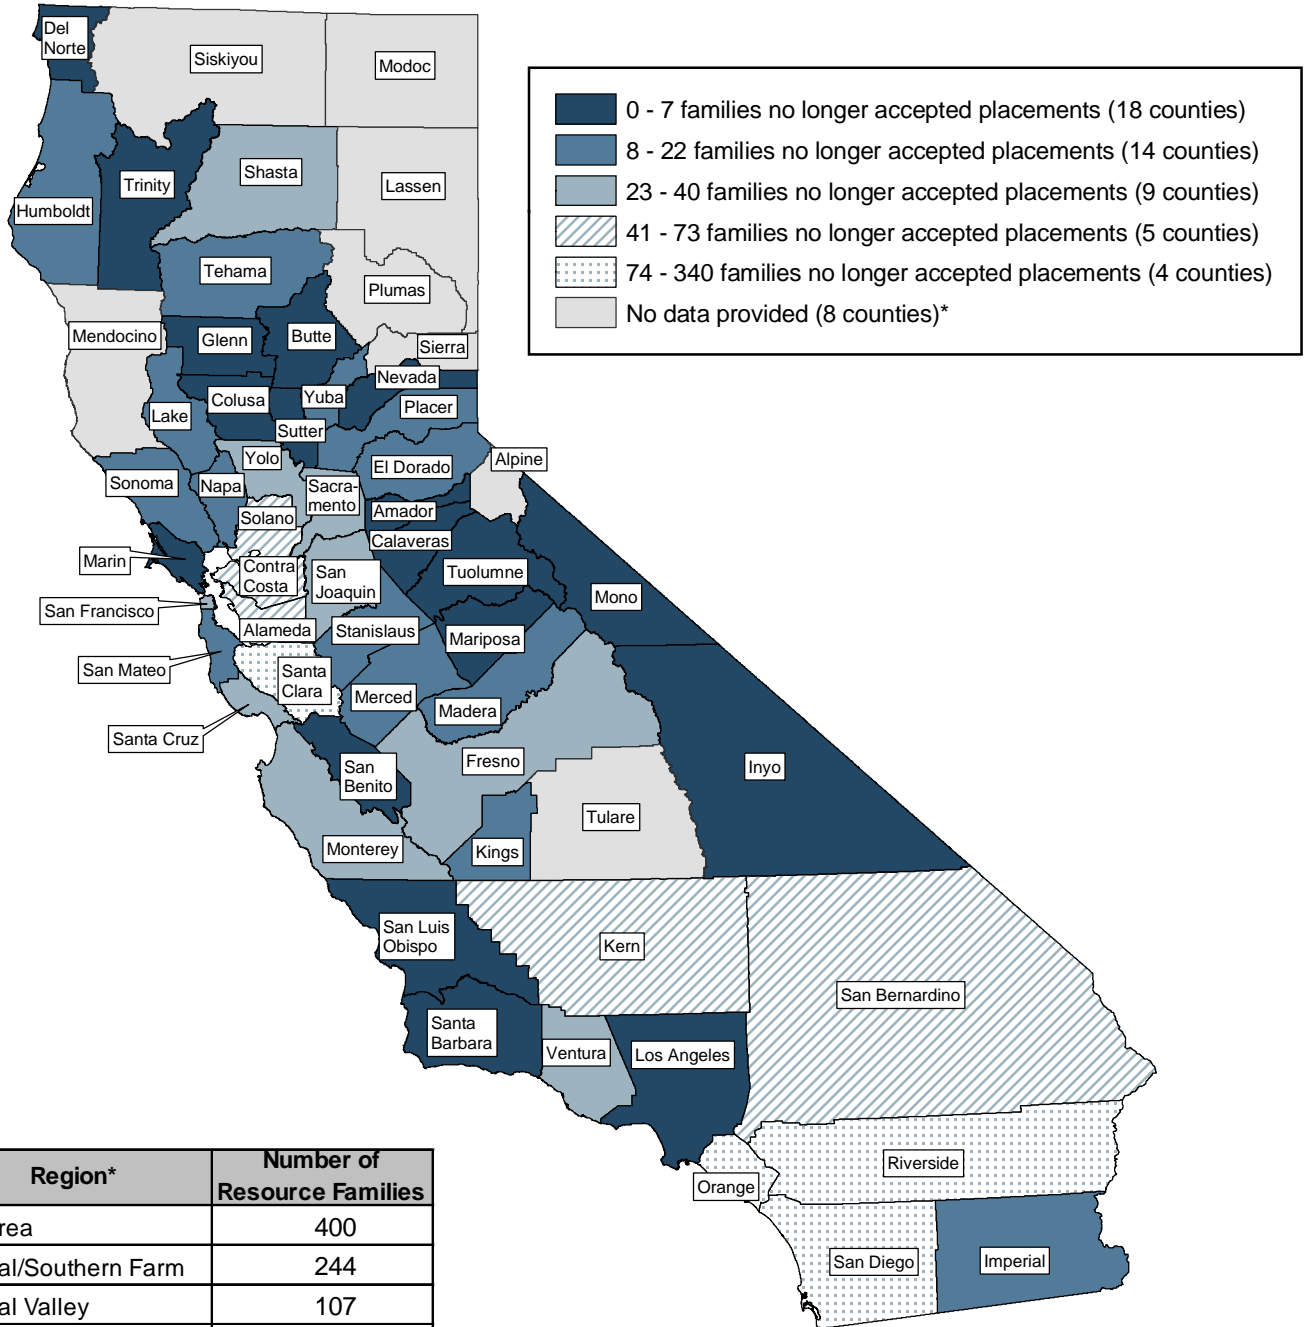 Del
Norte
Siskiyou
Modoc
0 - 7 families no longer accepted placements (18 counties)
8 - 22 families no longer accepted placements (14 counties)
23 - 40 families no longer accepted placements (9 counties)
41 - 73 families no longer accepted placements (5 counties)
74 - 340 families no longer accepted placements (4 counties)
No data provided (8 counties)*
Shasta
Trinity
Lassen
Humboldt
Tehama
Plumas
Mendocino
Glenn
Butte
Sierra
Nevada
Colusa
Yuba
Placer
Lake
Sutter
Yolo
El Dorado
Alpine
Sonoma
Napa
Sacra-
mento
Amador
Solano
Calaveras
Marin
Contra
Costa
San
Joaquin
Tuolumne
Mono
San Francisco
Alameda
Stanislaus
Mariposa
San Mateo
Santa
Clara
Merced
Madera
Santa Cruz
San
Benito
Fresno
Inyo
Tulare
Monterey
Kings
San Luis
Obispo
Kern
San Bernardino
Santa
Barbara
Ventura
Los Angeles
Riverside
Orange
San Diego
Imperial
Region*
Number of
Resource Families
rea 400
al/Southern Farm 244
al Valley 107